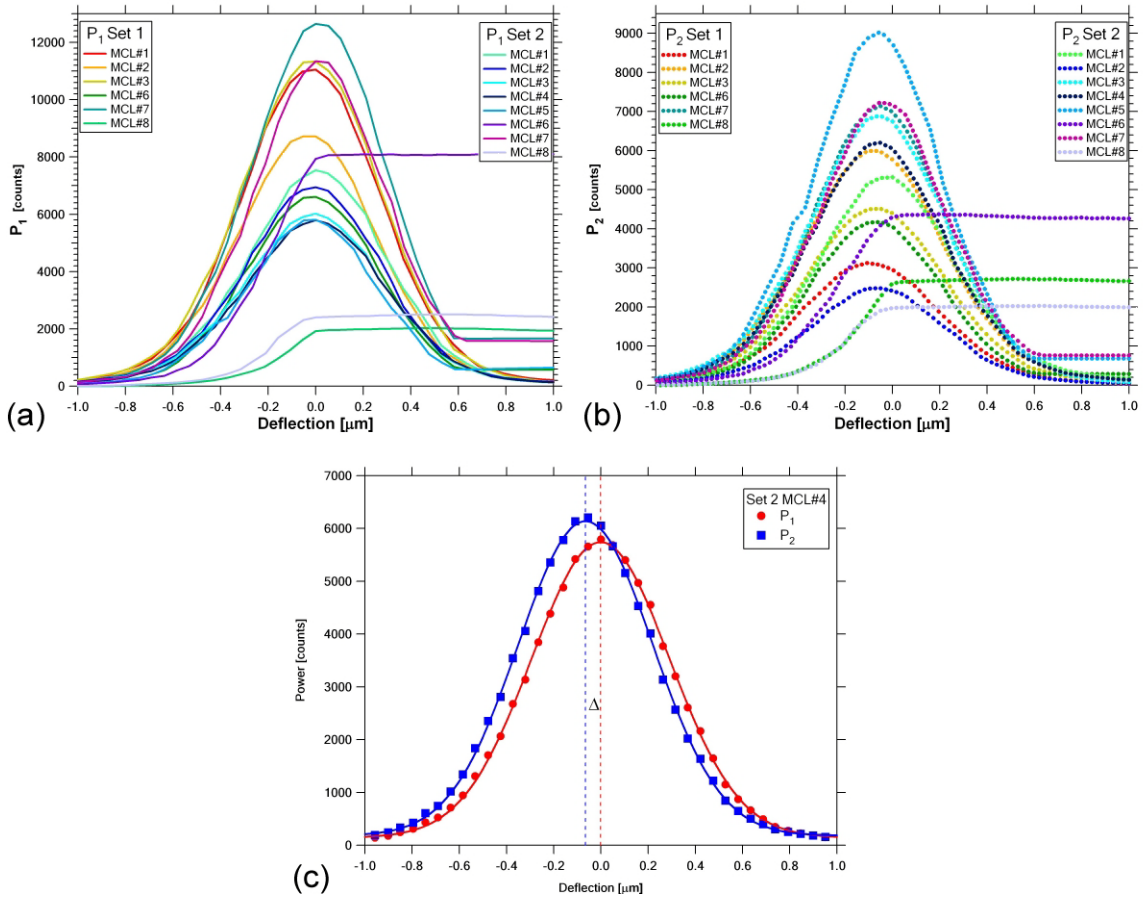 P1 Set 1
MCL#1
MCL#2
MCL#3
MCL#6
MCL#7
MCL#8
P1 Set 2
MCL#1
MCL#2
MCL#3
MCL#4
MCL#5
MCL#6
MCL#7
MCL#8
12000
10000
8000
6000
4000
2000
0
P1 [counts]
-1.0 -0.8 -0.6 -0.4 -0.2 0.0 0.2 0.4 0.6 0.8 1.0
Deflection [μm]
(a)
P2 Set 1
MCL#1
MCL#2
MCL#3
MCL#6
MCL#7
MCL#8
P2 Set 2
MCL#1
MCL#2
MCL#3
MCL#4
MCL#5
MCL#6
MCL#7
MCL#8
9000
8000
7000
6000
5000
4000
3000
2000
1000
0
P2 [counts]
-1.0 -0.8 -0.6 -0.4 -0.2 0.0 0.2 0.4 0.6 0.8 1.0
Deflection [μm]
(b)
Set 2 MCL#4
P1
P2
7000
6000
5000
4000
3000
2000
1000
0
Power [counts]
Δ
-1.0 -0.8 -0.6 -0.4 -0.2 0.0 0.2 0.4 0.6 0.8 1.0
Deflection [μm]
(c)